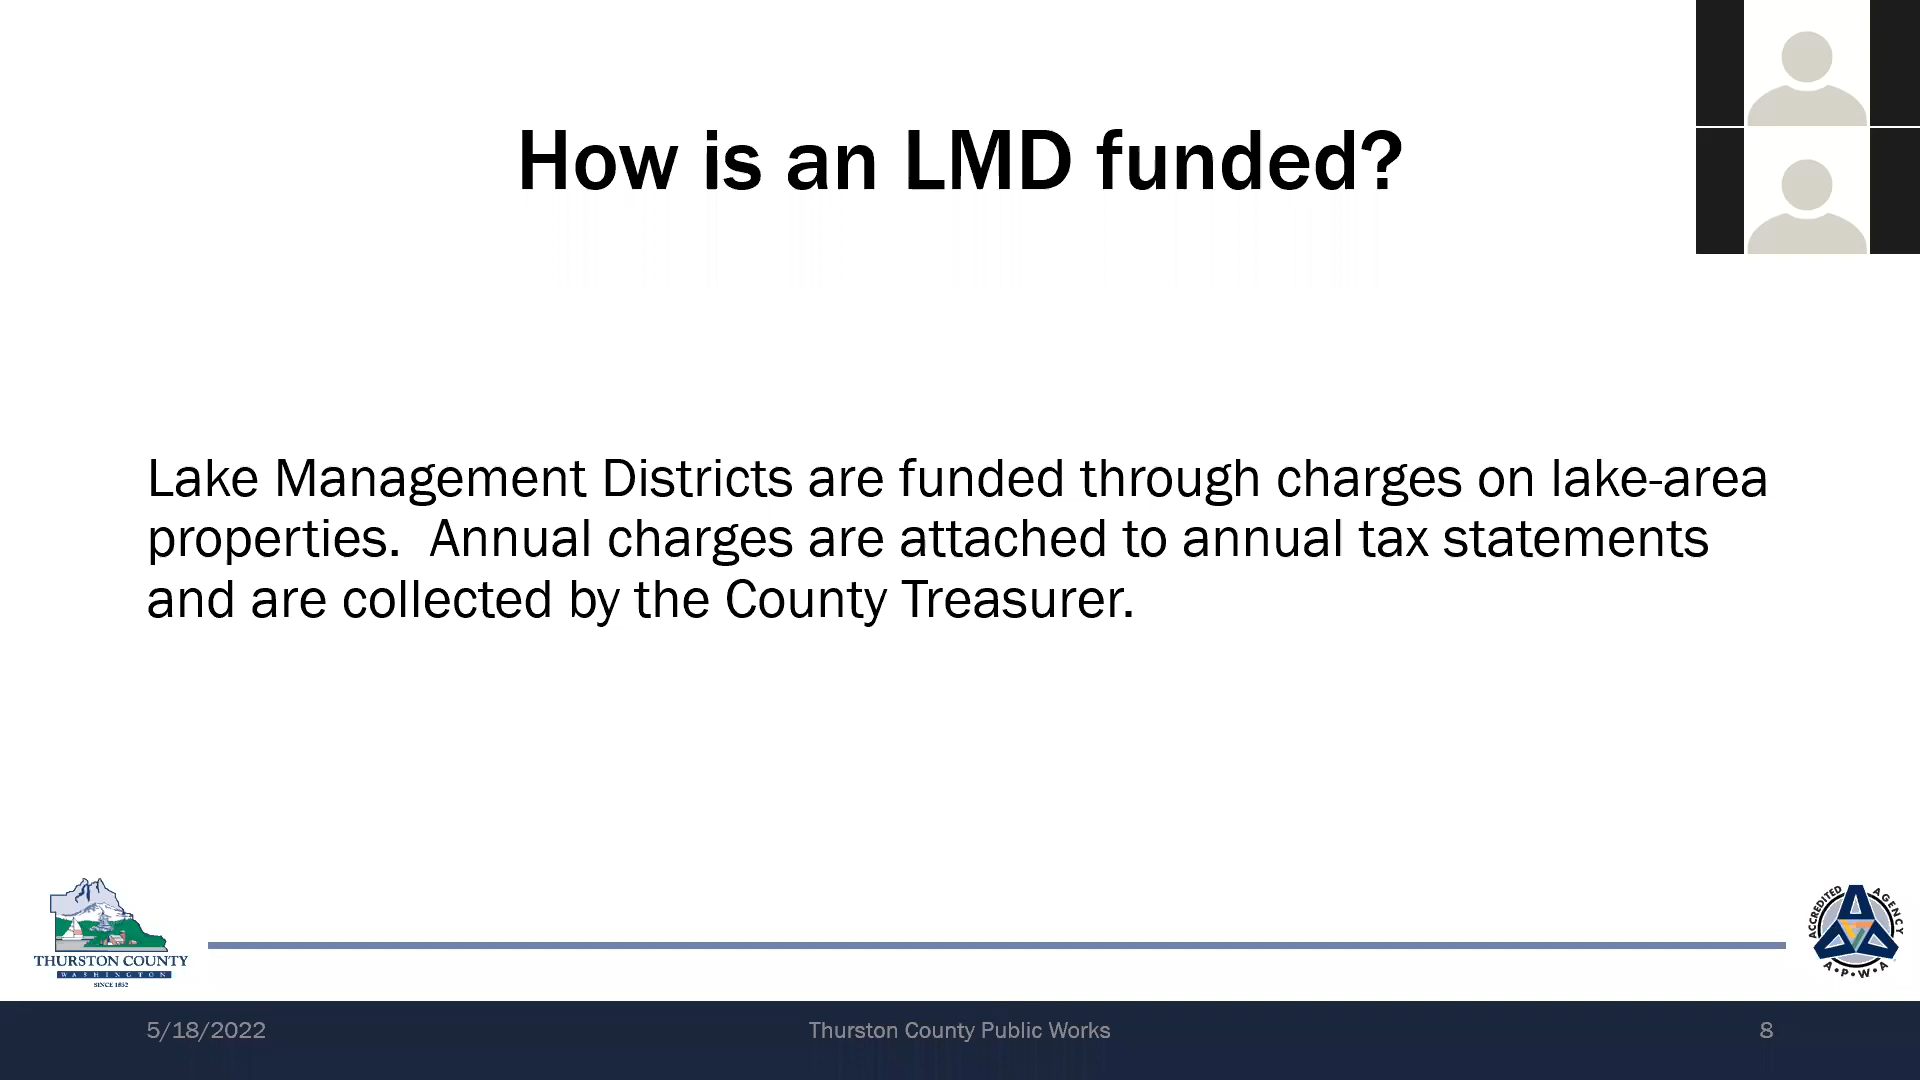 How is an LMD funded?
Lake Management Districts are funded through charges on lake-area
properties.  Annual charges are attached to annual tax statements
and are collected by the County Treasurer.
THURSTON COUNTY
WASHINGTON
SINCE 1852
ACCREDITED AGENCY
A•P•W•A
5/18/2022
Thurston County Public Works
8